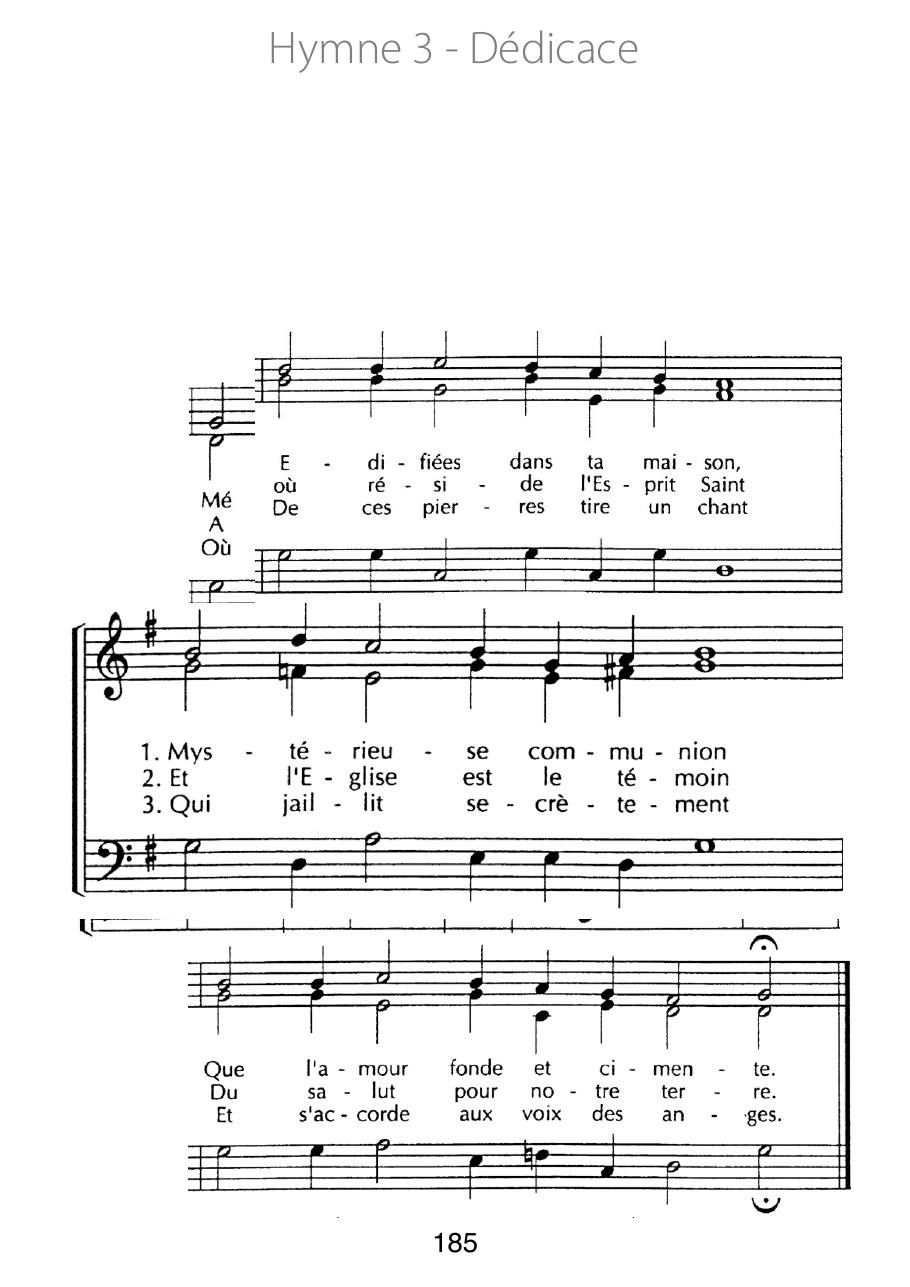 Hymne 3 - Dédicace
E - di - fiées dans ta mai - son,
où ré - si - de l'Es - prit Saint
De ces pier - res tire un chant
Mé
A
Où
1. Mys - té - rieu - se com - mu - nion
2. Et l'E - glise est le té - moin
3. Qui jail - lit se - crè - te - ment
Que l'a - mour fonde et ci - men - te.
Du sa - lut pour no - tre ter - re.
Et s'ac - corde aux voix des an - ges.
185